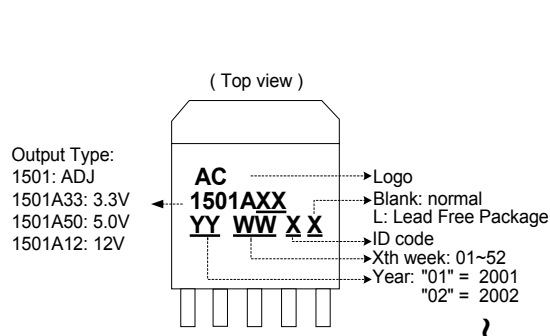 ( Top view )
Output Type:
1501: ADJ
1501A33: 3.3V
1501A50: 5.0V
1501A12: 12V
AC
1501AXX
YY WW X X
Logo
Blank: normal
L: Lead Free Package
ID code
Xth week: 01~52
Year: "01" = 2001
"02" = 2002
~